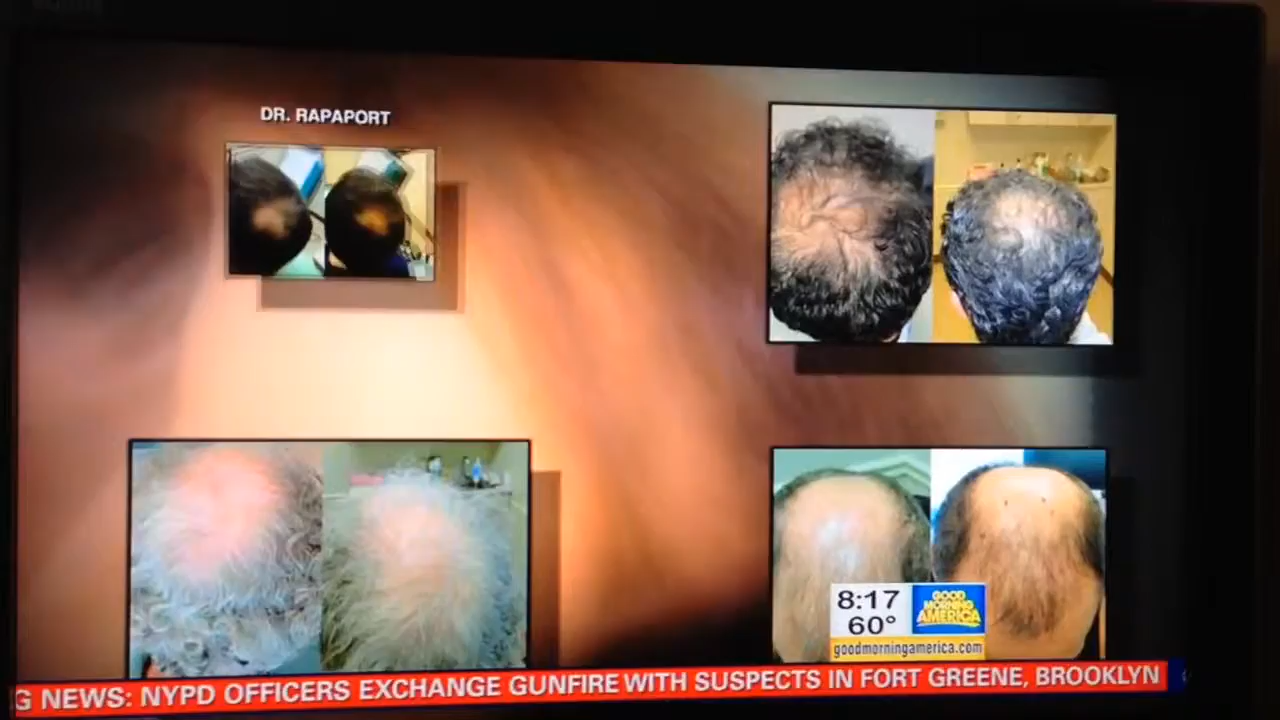 DR. RAPAPORT
8:17
60°
GOOD
MORNING
AMERICA
goodmorningamerica.com
G NEWS: NYPD OFFICERS EXCHANGE GUNFIRE WITH SUSPECTS IN FORT GREENE, BROOKLYN